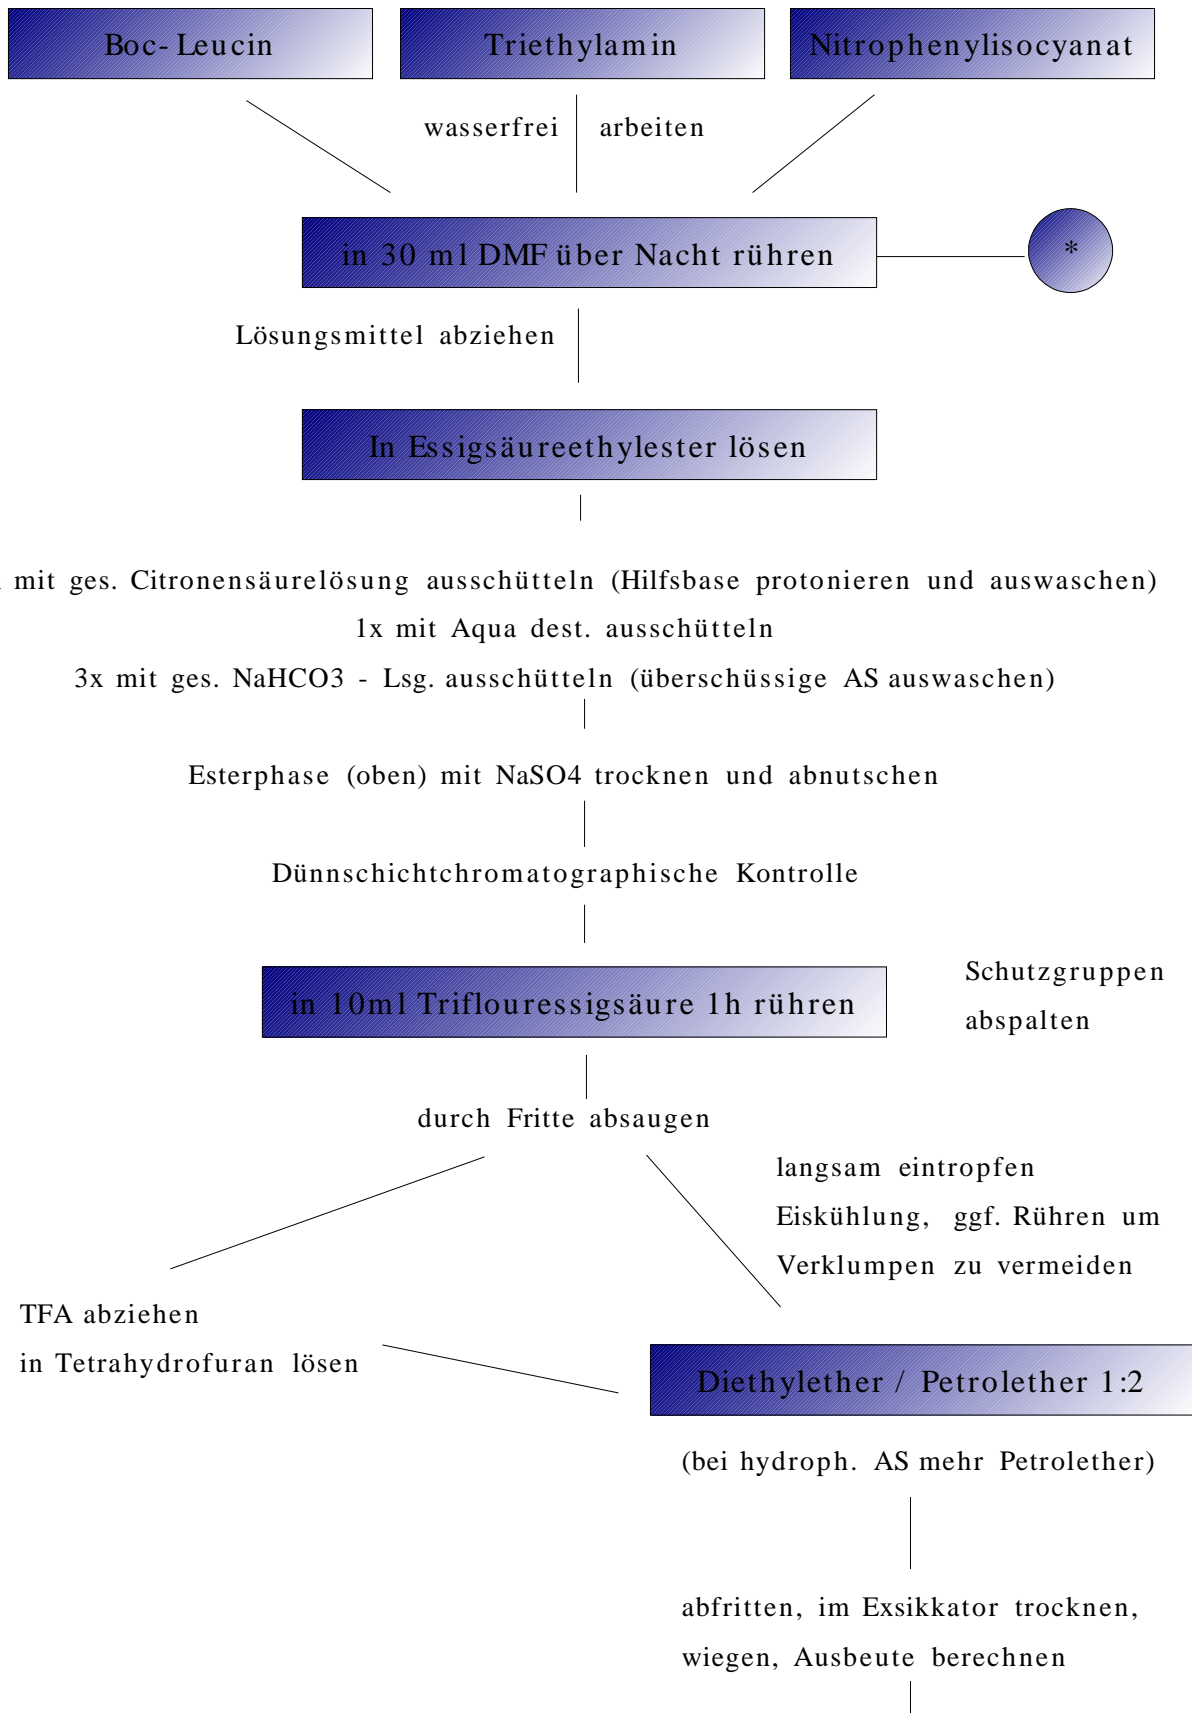 Boc-Leucin
Triethylamin
Nitrophenylisocyanat
wasserfrei arbeiten
in 30 ml DMF über Nacht rühren
*
Lösungsmittel abziehen
In Essigsäureethylester lösen
mit ges. Citronensäurelösung ausschütteln (Hilfsbase protonieren und auswaschen)
1x mit Aqua dest. ausschütteln
3x mit ges. NaHCO3 - Lsg. ausschütteln (überschüssige AS auswaschen)
Esterphase (oben) mit NaSO4 trocknen und abnutschen
Dünnschichtchromatographische Kontrolle
in 10ml Triflouressigsäure 1h rühren
Schutzgruppen
abspalten
durch Fritte absaugen
langsam eintropfen
Eiskühlung, ggf. Rühren um
Verklumpen zu vermeiden
TFA abziehen
in Tetrahydrofuran lösen
Diethylether / Petrolether 1:2
(bei hydroph. AS mehr Petrolether)
abfritten, im Exsikkator trocknen,
wiegen, Ausbeute berechnen